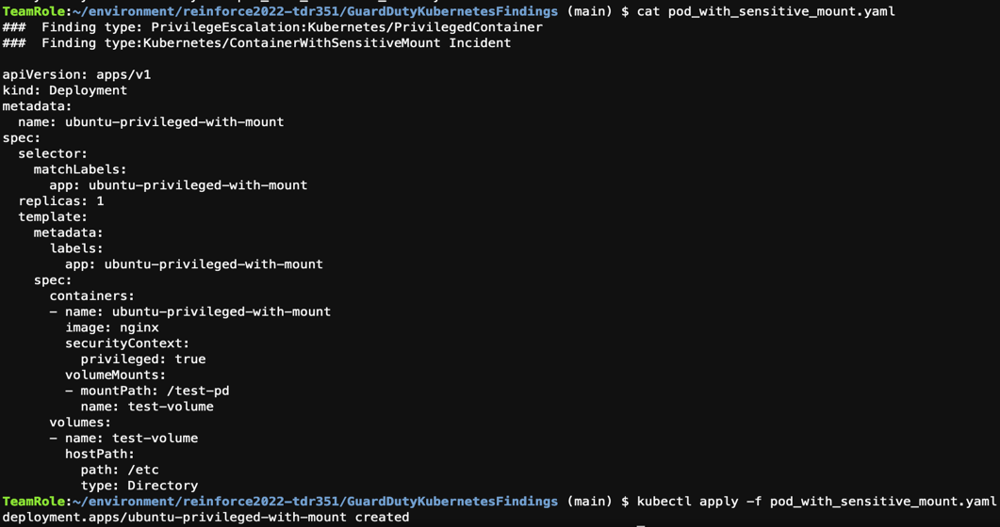 TeamRole:~/environment/reinforce2022-tdr351/GuardDutyKubernetesFindings (main) $ cat pod_with_sensitive_mount.yaml
###  Finding type: PrivilegeEscalation:Kubernetes/PrivilegedContainer
###  Finding type:Kubernetes/ContainerWithSensitiveMount Incident

apiVersion: apps/v1
kind: Deployment
metadata:
  name: ubuntu-privileged-with-mount
spec:
  selector:
    matchLabels:
      app: ubuntu-privileged-with-mount
  replicas: 1
  template:
    metadata:
      labels:
        app: ubuntu-privileged-with-mount
    spec:
      containers:
      - name: ubuntu-privileged-with-mount
        image: nginx
        securityContext:
          privileged: true
        volumeMounts:
        - mountPath: /test-pd
          name: test-volume
      volumes:
      - name: test-volume
        hostPath:
          path: /etc
          type: Directory
TeamRole:~/environment/reinforce2022-tdr351/GuardDutyKubernetesFindings (main) $ kubectl apply -f pod_with_sensitive_mount.yaml
deployment.apps/ubuntu-privileged-with-mount created